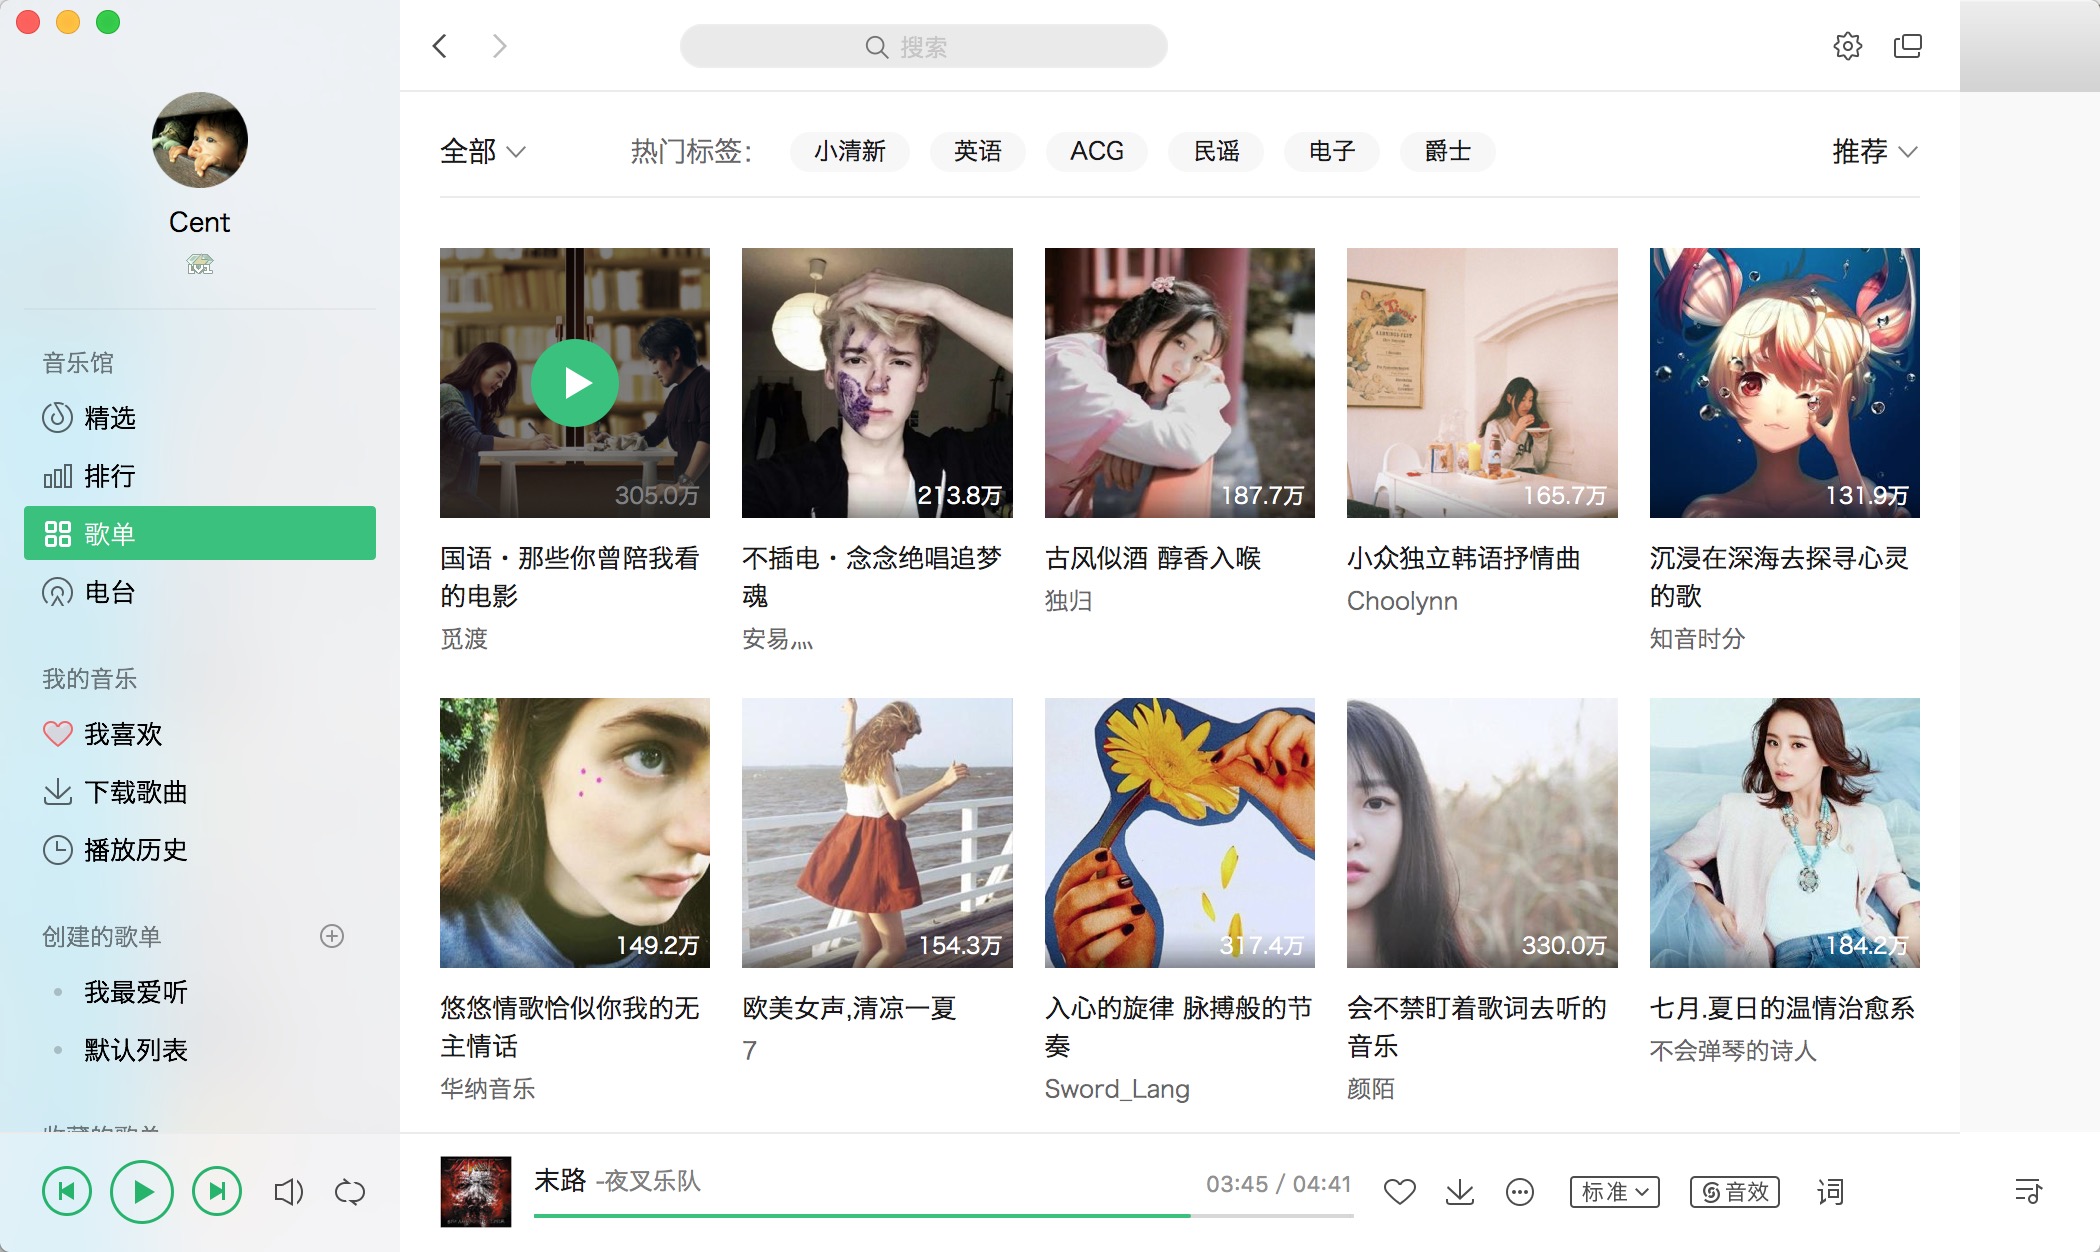 搜索
Cent
LV1
音乐馆
精选
排行
歌单
电台
我的音乐
我喜欢
下载歌曲
播放历史
创建的歌单
我最爱听
默认列表
收藏的歌单
全部
热门标签:
小清新
英语
ACG
民谣
电子
爵士
推荐
305.0万
国语·那些你曾陪我看
的电影
觅渡
213.8万
不插电·念念绝唱追梦
魂
安易灬
187.7万
古风似酒 醇香入喉
独归
165.7万
小众独立韩语抒情曲
Choolynn
131.9万
沉浸在深海去探寻心灵
的歌
知音时分
149.2万
悠悠情歌恰似你我的无
主情话
华纳音乐
154.3万
欧美女声,清凉一夏
7
317.4万
入心的旋律 脉搏般的节
奏
Sword_Lang
330.0万
会不禁盯着歌词去听的
音乐
颜陌
184.2万
七月.夏日的温情治愈系
不会弹琴的诗人
末路 -夜叉乐队
03:45 / 04:41
标准
音效
词